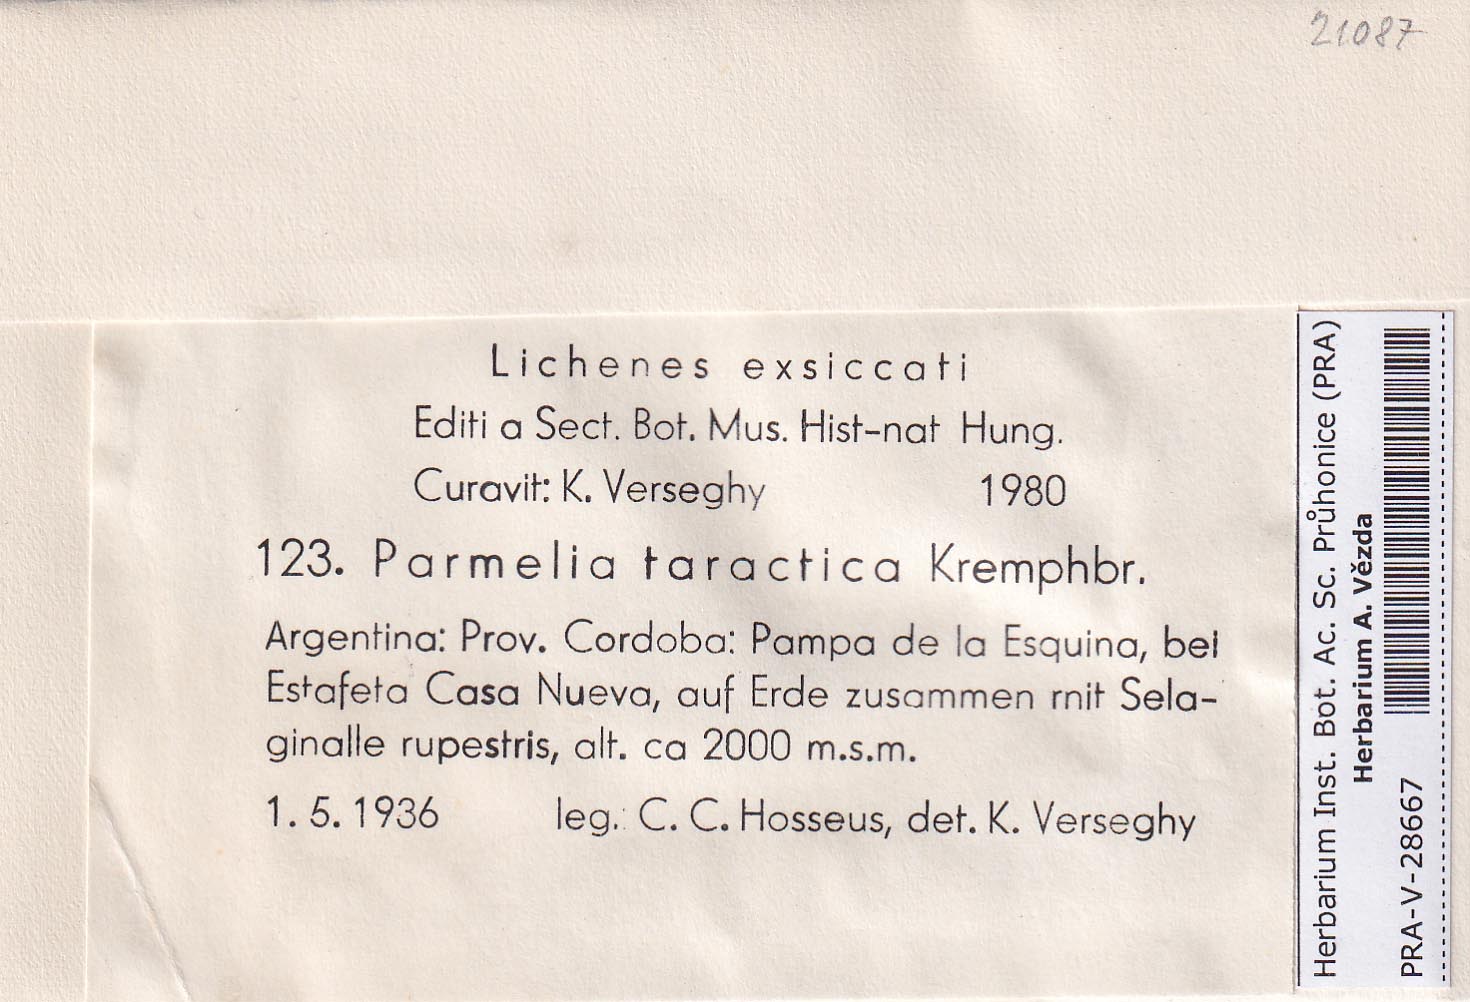 21087
Lichenes exsiccati
Editi a Sect. Bot. Mus. Hist-nat Hung.
Curavit: K. Verseghy 1980
123. Parmelia taractica Kremphbr.
Argentina: Prov. Cordoba: Pampa de la Esquina, bei
Estafeta Casa Nueva, auf Erde zusammen mit Sela-
ginalle rupestris, alt. ca 2000 m.s.m.
1. 5. 1936 leg. C. C. Hosseus, det. K. Verseghy
Herbarium Inst. Bot. Ac. Sc. Průhonice (PRA)
Herbarium A. Vězda
PRA-V-28667